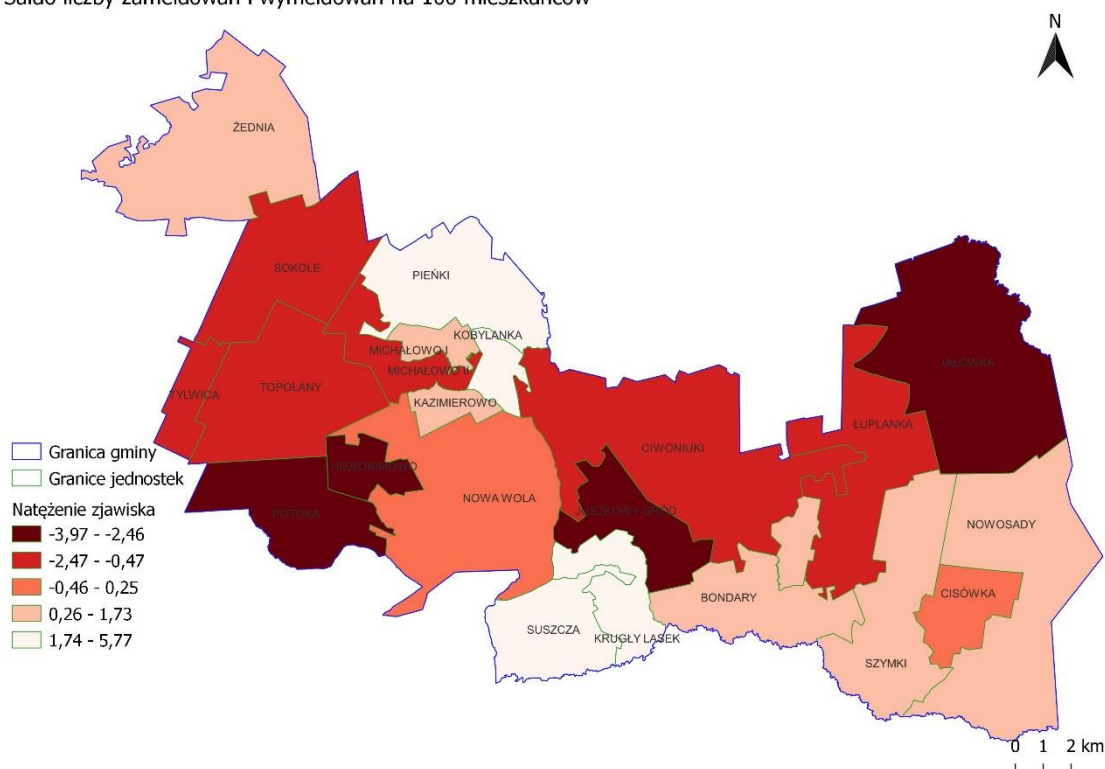 Saldo liczby zameldowań i wymeldowań na 100 mieszkańców
N
ŻEDNIA
SOKOLE
PIEŃKI
KOBYLANKA
MICHAŁOWO I
MICHAŁOWO II
JAŁÓWKA
TYLWICA
TOPOLANY
KAZIMIEROWO
ŁUPLANKA
CIWONIUKI
HIERONIMOWO
NOWA WOLA
POTOKA
JUSZKOWY GRÓD
NOWOSADY
CISÓWKA
BONDARY
SUSZCZA
KRUGŁY LASEK
SZYMKI
Granica gminy
Granice jednostek
Natężenie zjawiska
-3,97 - -2,46
-2,47 - -0,47
-0,46 - 0,25
0,26 - 1,73
1,74 - 5,77
0 1 2 km